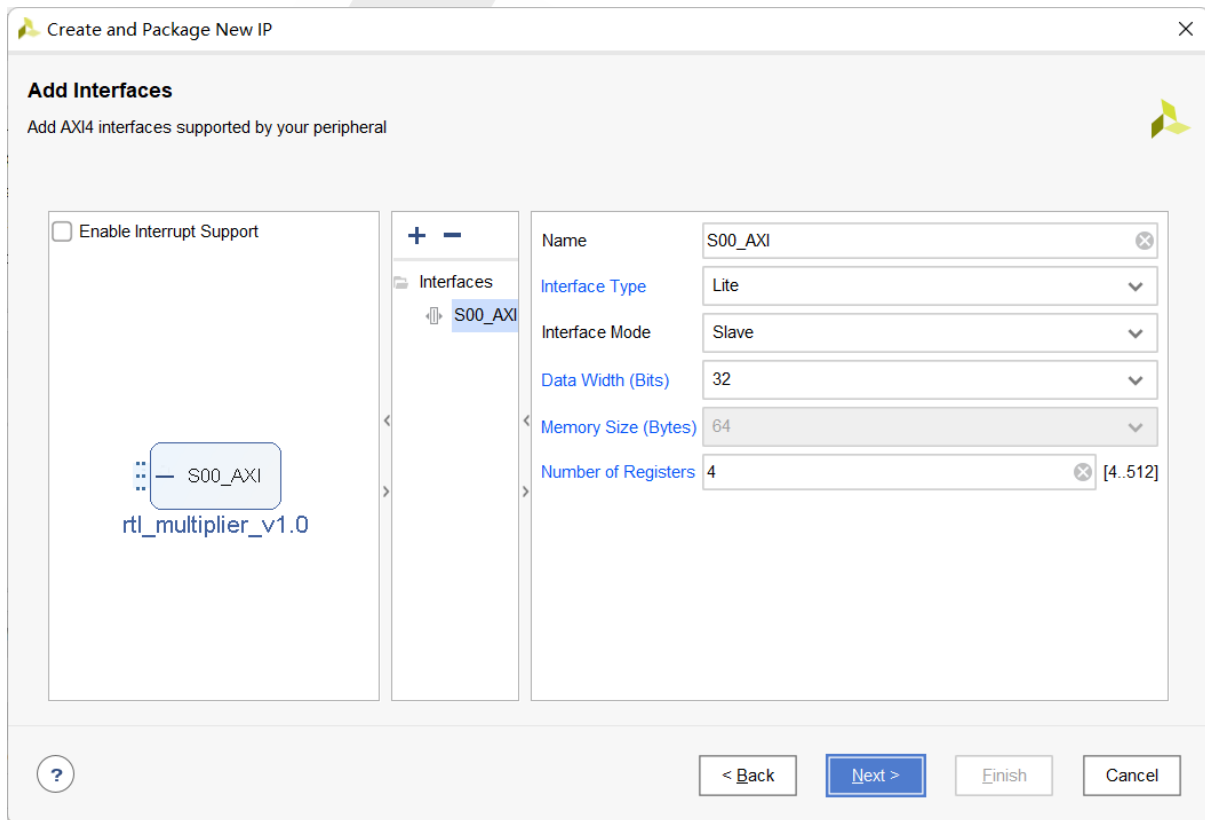 Create and Package New IP
Add Interfaces
Add AXI4 interfaces supported by your peripheral
Enable Interrupt Support
S00_AXI
rtl_multiplier_v1.0
Interfaces
S00_AXI
Name S00_AXI
Interface Type Lite
Interface Mode Slave
Data Width (Bits) 32
Memory Size (Bytes) 64
Number of Registers 4 [4..512]
? < Back Next > Finish Cancel